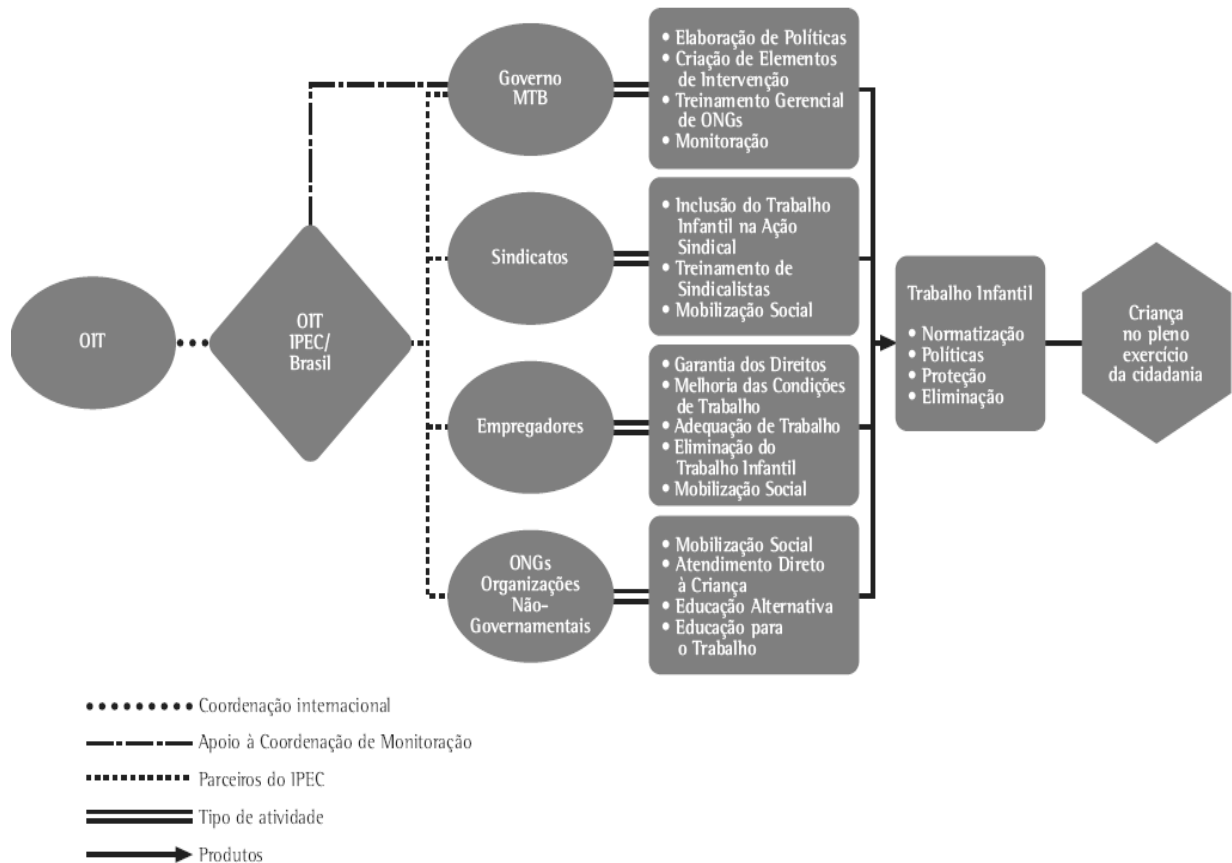 OIT
OIT
IPEC/
Brasil
Governo
MTB
• Elaboração de Políticas
• Criação de Elementos
de Intervenção
• Treinamento Gerencial
de ONGs
• Monitoração
Sindicatos
• Inclusão do Trabalho
Infantil na Ação
Sindical
• Treinamento de
Sindicalistas
• Mobilização Social
Empregadores
• Garantia dos Direitos
• Melhoria das Condições
de Trabalho
• Adequação de Trabalho
• Eliminação do
Trabalho Infantil
• Mobilização Social
ONGs
Organizações
Não-
Governamentais
• Mobilização Social
• Atendimento Direto
à Criança
• Educação Alternativa
• Educação para
o Trabalho
Trabalho Infantil
• Normatização
• Políticas
• Proteção
• Eliminação
Criança
no pleno
exercício
da cidadania
Coordenação internacional
Apoio à Coordenação de Monitoração
Parceiros do IPEC
Tipo de atividade
Produtos